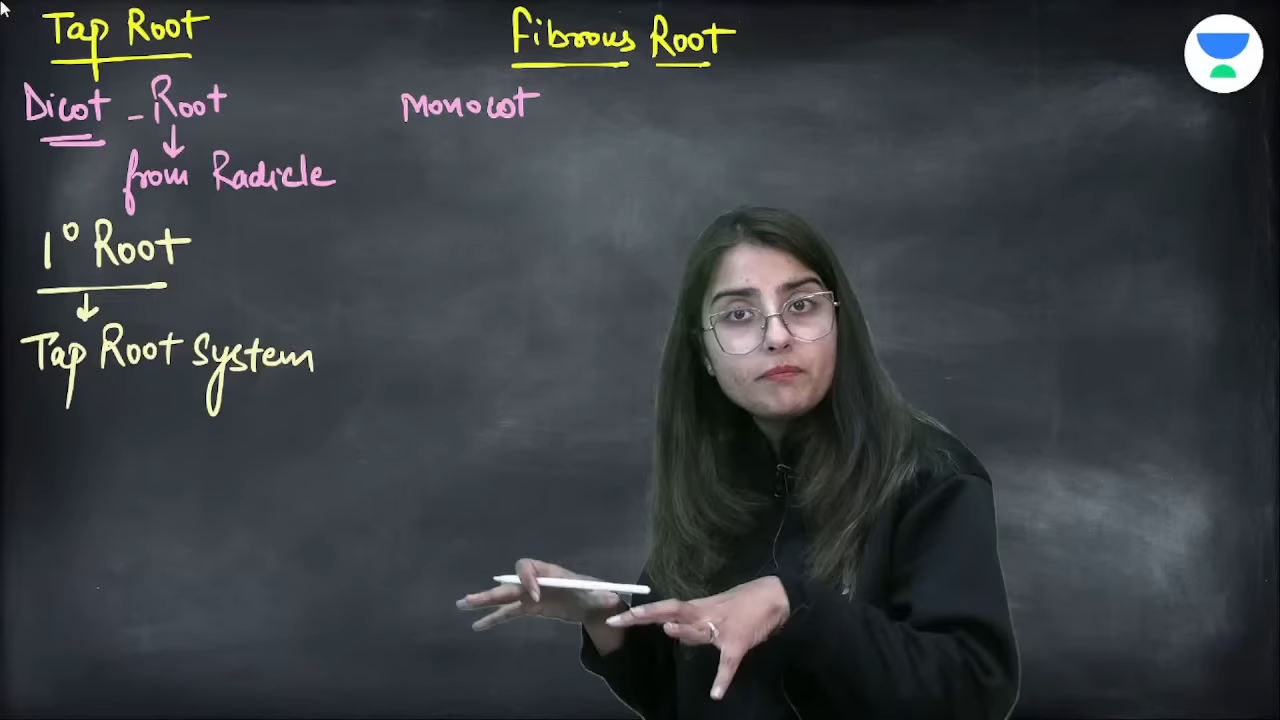 Tap Root
Fibrous Root
Dicot - Root
Monocot
from Radicle
1° Root
Tap Root System